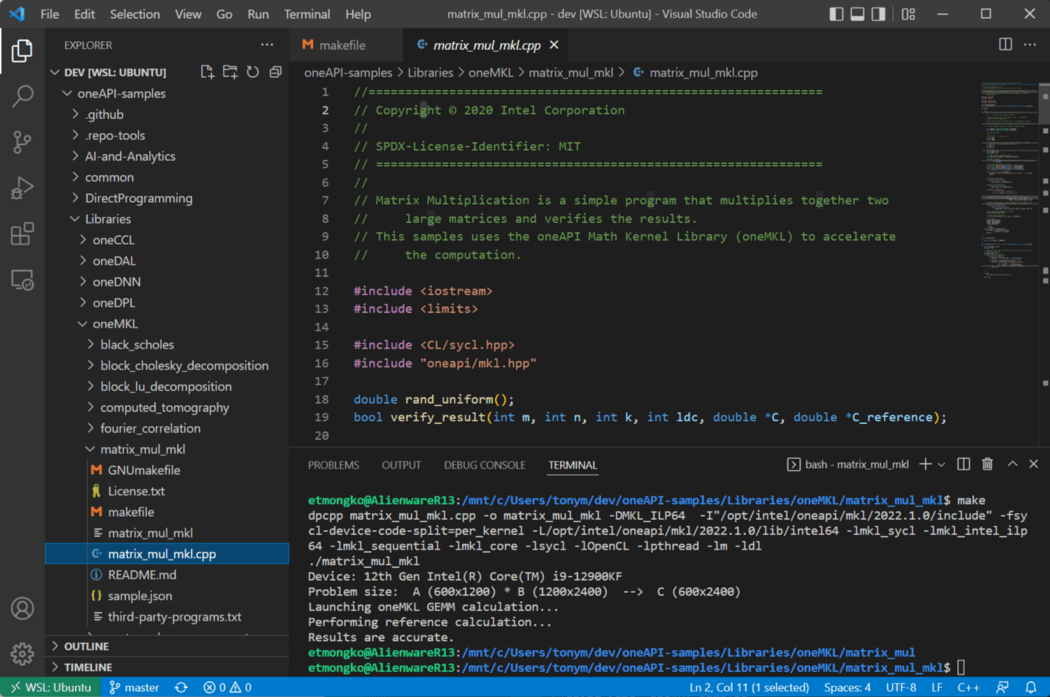 File Edit Selection View Go Run Terminal Help
matrix_mul_mkl.cpp - dev [WSL: Ubuntu] - Visual Studio Code
EXPLORER
DEV [WSL: UBUNTU]
oneAPI-samples
.github
.repo-tools
AI-and-Analytics
common
DirectProgramming
Libraries
oneCCL
oneDAL
oneDNN
oneDPL
oneMKL
black_scholes
block_cholesky_decomposition
block_lu_decomposition
computed_tomography
fourier_correlation
matrix_mul_mkl
GNUmakefile
License.txt
makefile
matrix_mul_mkl
matrix_mul_mkl.cpp
README.md
sample.json
third-party-programs.txt
OUTLINE
TIMELINE
makefile
matrix_mul_mkl.cpp
oneAPI-samples > Libraries > oneMKL > matrix_mul_mkl > matrix_mul_mkl.cpp
1 //==============================================================
2 // Copyright © 2020 Intel Corporation
3 //
4 // SPDX-License-Identifier: MIT
5 // =============================================================
6 //
7 // Matrix Multiplication is a simple program that multiplies together two
8 //     large matrices and verifies the results.
9 // This samples uses the oneAPI Math Kernel Library (oneMKL) to accelerate
10 //     the computation.
11
12 #include <iostream>
13 #include <limits>
14
15 #include <CL/sycl.hpp>
16 #include "oneapi/mkl.hpp"
17
18 double rand_uniform();
19 bool verify_result(int m, int n, int k, int ldc, double *C, double *C_reference);
20
PROBLEMS OUTPUT DEBUG CONSOLE TERMINAL
bash - matrix_mul_mkl
etmongko@AlienwareR13:/mnt/c/Users/tonym/dev/oneAPI-samples/Libraries/oneMKL/matrix_mul_mkl$ make
dpcpp matrix_mul_mkl.cpp -o matrix_mul_mkl -DMKL_ILP64  -I"/opt/intel/oneapi/mkl/2022.1.0/include" -fsy
cl-device-code-split=per_kernel -L/opt/intel/oneapi/mkl/2022.1.0/lib/intel64 -lmkl_sycl -lmkl_intel_ilp
64 -lmkl_sequential -lmkl_core -lsycl -lOpenCL -lpthread -lm -ldl
./matrix_mul_mkl
Device: 12th Gen Intel(R) Core(TM) i9-12900KF
Problem size:  A (600x1200) * B (1200x2400)  -->  C (600x2400)
Launching oneMKL GEMM calculation...
Performing reference calculation...
Results are accurate.
etmongko@AlienwareR13:/mnt/c/Users/tonym/dev/oneAPI-samples/Libraries/oneMKL/matrix_mul
etmongko@AlienwareR13:/mnt/c/Users/tonym/dev/oneAPI-samples/Libraries/oneMKL/matrix_mul_mkl$
WSL: Ubuntu master 0 0 Ln 2, Col 11 (1 selected) Spaces: 4 UTF-8 LF C++